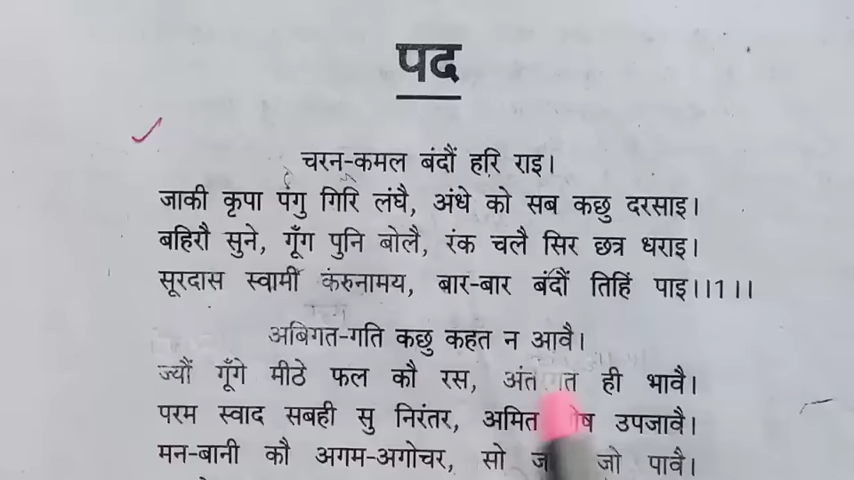 पद
चरन-कमल बंदौं हरि राइ।
जाकी कृपा पंगु गिरि लंघै, अंधे को सब कछु दरसाइ।
बहिरौ सुने, गूँग पुनि बोलै, रंक चलै सिर छत्र धराइ।
सूरदास स्वामी करुनामय, बार-बार बंदौं तिहिं पाइ।।1।।
अबिगत-गति कछु कहत न आवै।
ज्यौं गूँगे मीठे फल कौ रस, ही भावै।
परम स्वाद सबही सु निरंतर, अमित उपजावै।
मन-बानी कौ अगम-अगोचर, सो जो पावै।